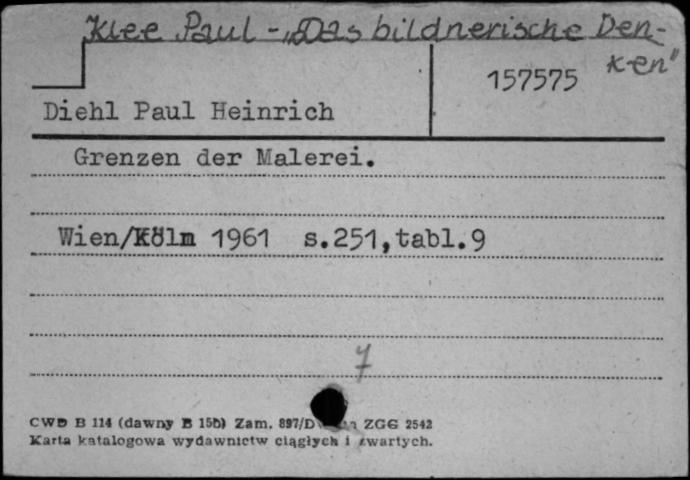 Klee Paul - „Das bildnerische Den-
ken"
157575
Diehl Paul Heinrich
Grenzen der Malerei.
Wien/Köln 1961 s.251,tabl.9
7
CWD B 114 (dawny B 15b) Zam. 897/D ZGG 2542
Karta katalogowa wydawnictw ciągłych i zwartych.